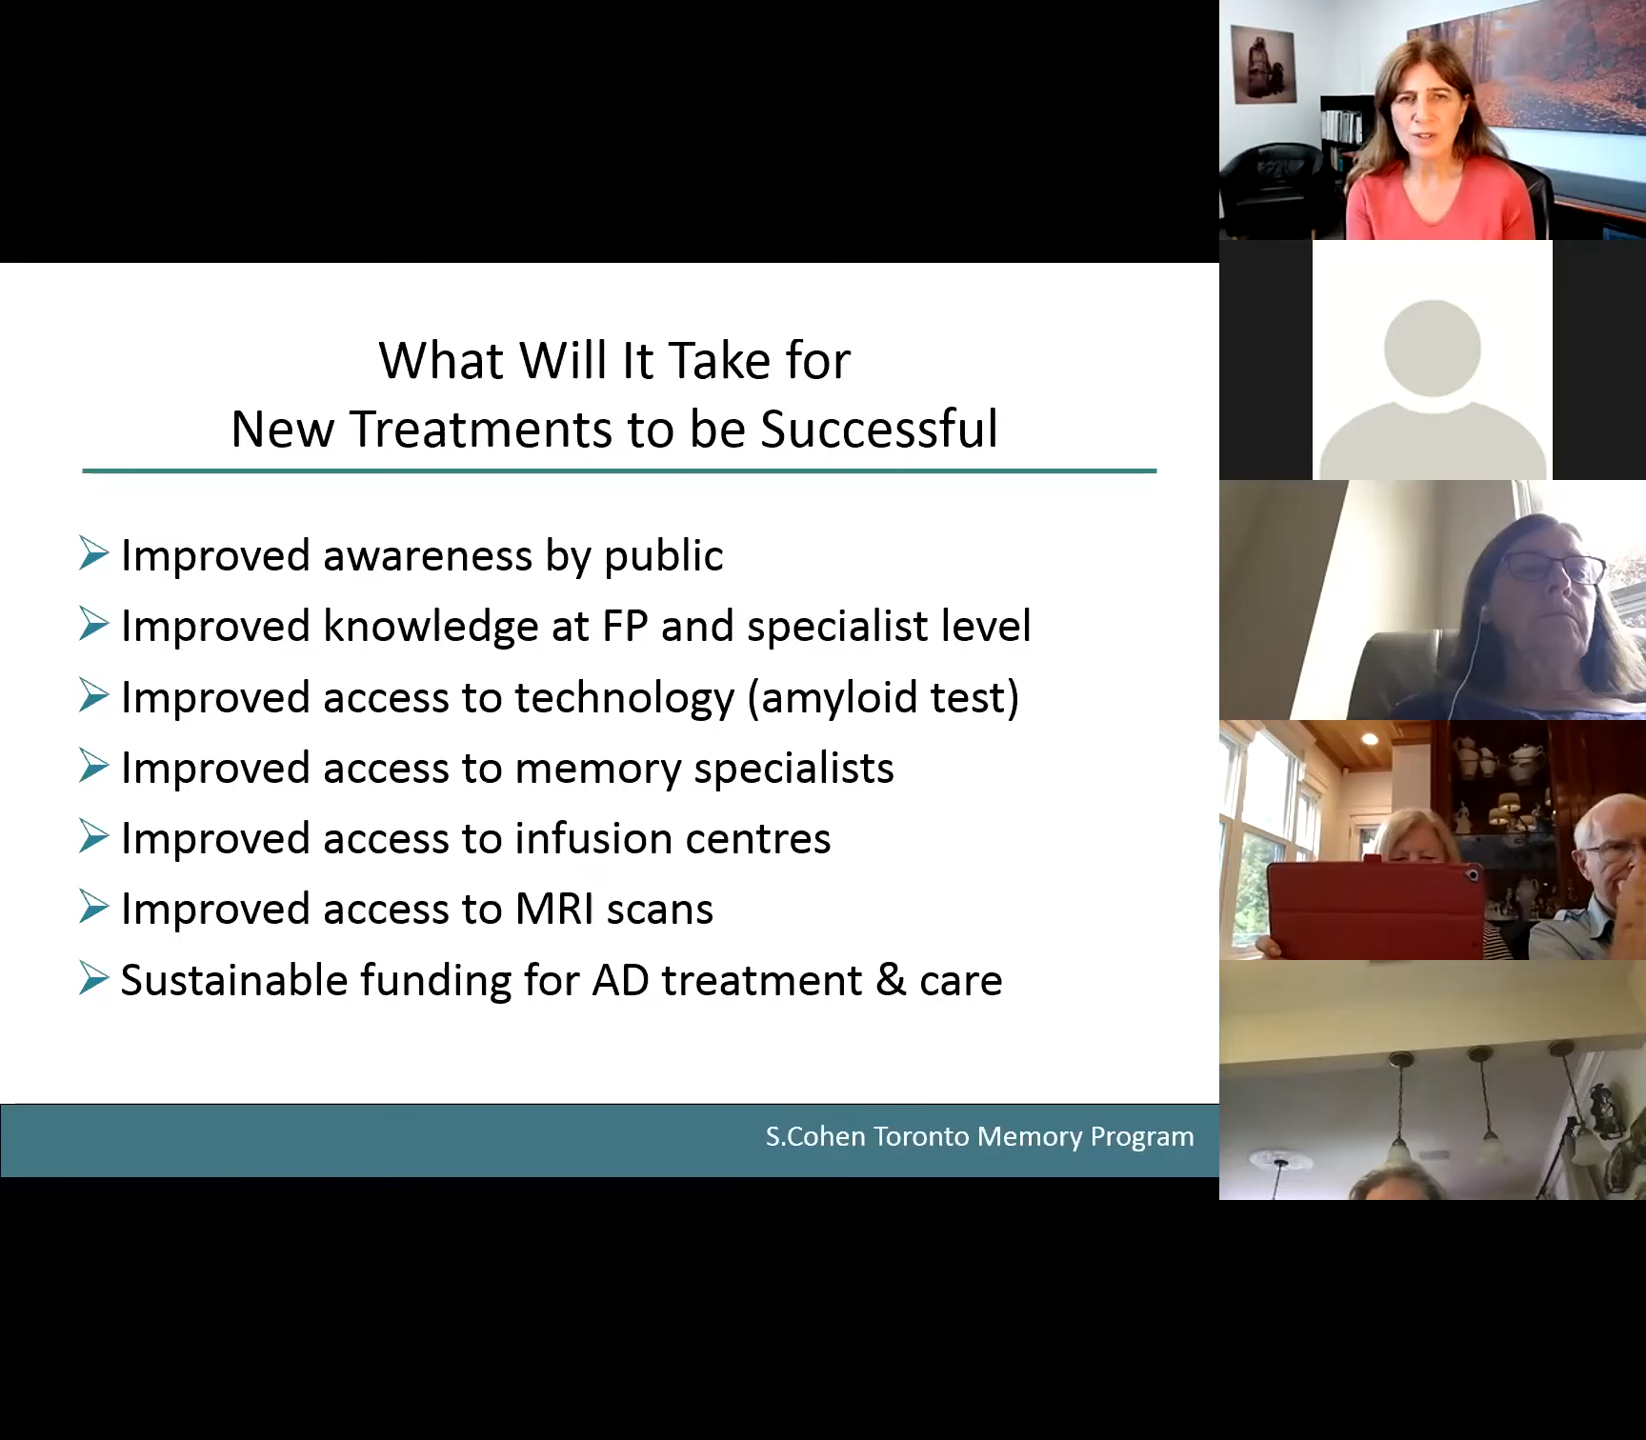 What Will It Take for
New Treatments to be Successful
Improved awareness by public
Improved knowledge at FP and specialist level
Improved access to technology (amyloid test)
Improved access to memory specialists
Improved access to infusion centres
Improved access to MRI scans
Sustainable funding for AD treatment & care
S.Cohen Toronto Memory Program